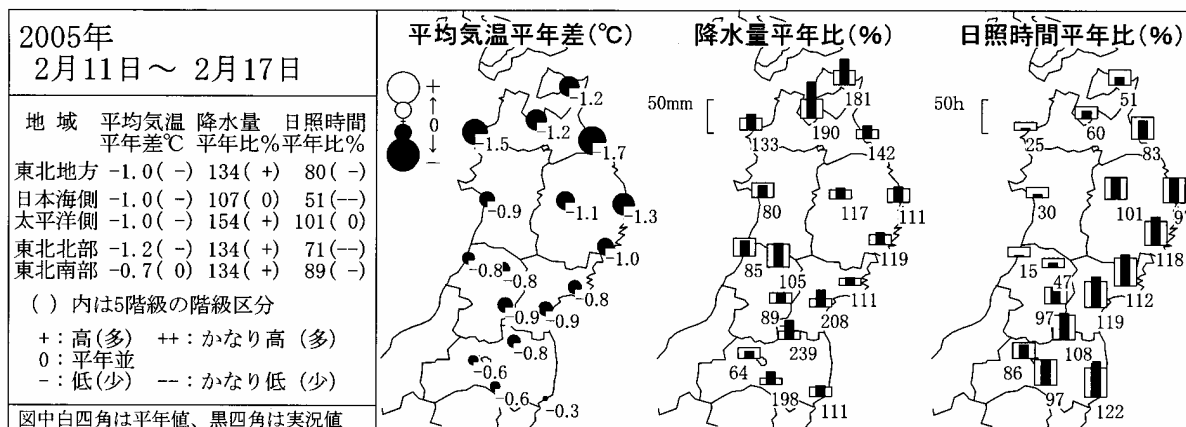 2005年
2月11日～ 2月17日
地 域 平均気温 降水量 日照時間
平年差℃ 平年比% 平年比%
東北地方 -1.0( -) 134( +) 80( -)
日本海側 -1.0( -) 107( 0) 51(--)
太平洋側 -1.0( -) 154( +) 101( 0)
東北北部 -1.2( -) 134( +) 71(--)
東北南部 -0.7( 0) 134( +) 89( -)
( ) 内は5階級の階級区分
+：高(多) ++：かなり高 (多)
0：平年並
-：低(少) --：かなり低 (少)
図中白四角は平年値、黒四角は実況値
平均気温平年差(℃)
+
↑
0
↓
-
-1.2
-1.2
-1.5
-1.7
-0.9
-1.1
-1.3
-1.0
-0.8
-0.8
-0.8
-0.9
-0.9
-0.8
-0.6
-0.6
-0.3
降水量平年比(%)
50mm
181
190
133
142
80
117
111
119
85
105
111
89
208
239
64
198
111
日照時間平年比(%)
50h
51
60
25
83
30
101
97
118
15
47
112
97
119
108
86
97
122